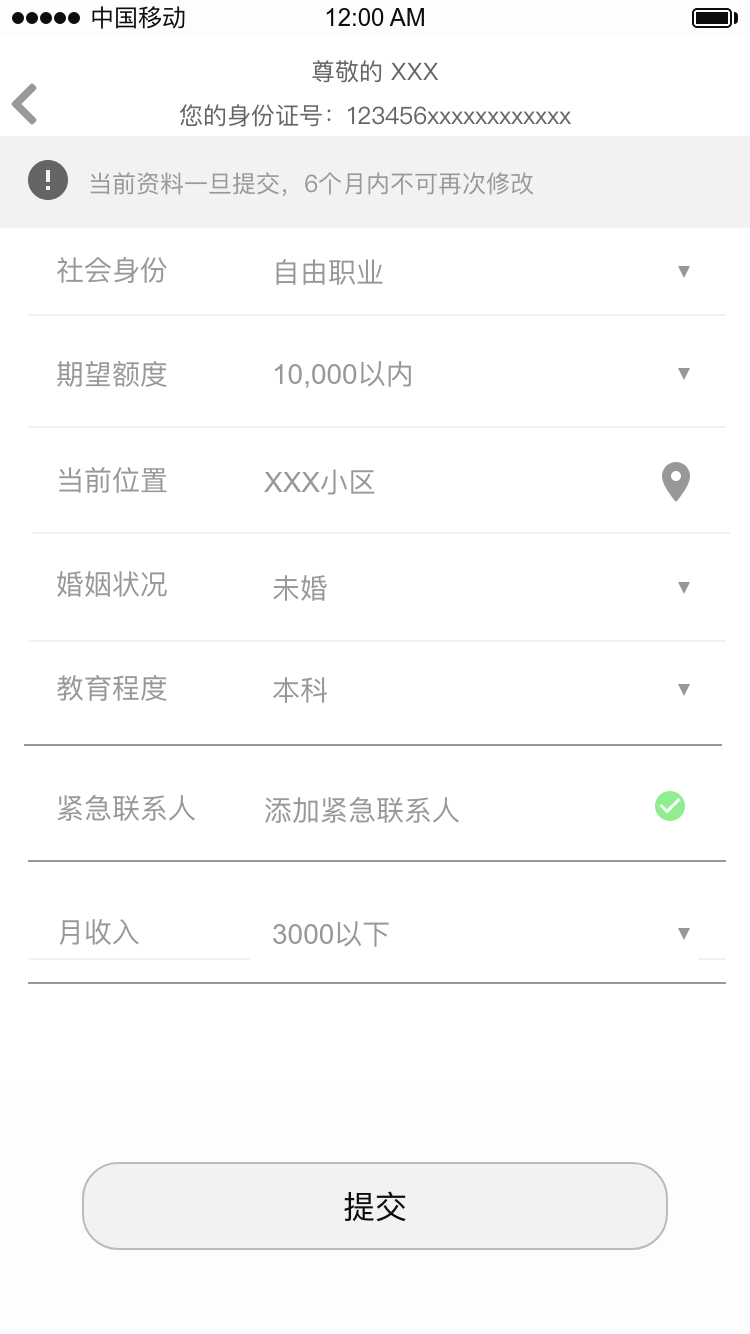 中国移动 12:00 AM
尊敬的 XXX
您的身份证号：123456xxxxxxxxxxxx
当前资料一旦提交，6个月内不可再次修改
社会身份 自由职业
期望额度 10,000以内
当前位置 XXX小区
婚姻状况 未婚
教育程度 本科
紧急联系人 添加紧急联系人
月收入 3000以下
提交